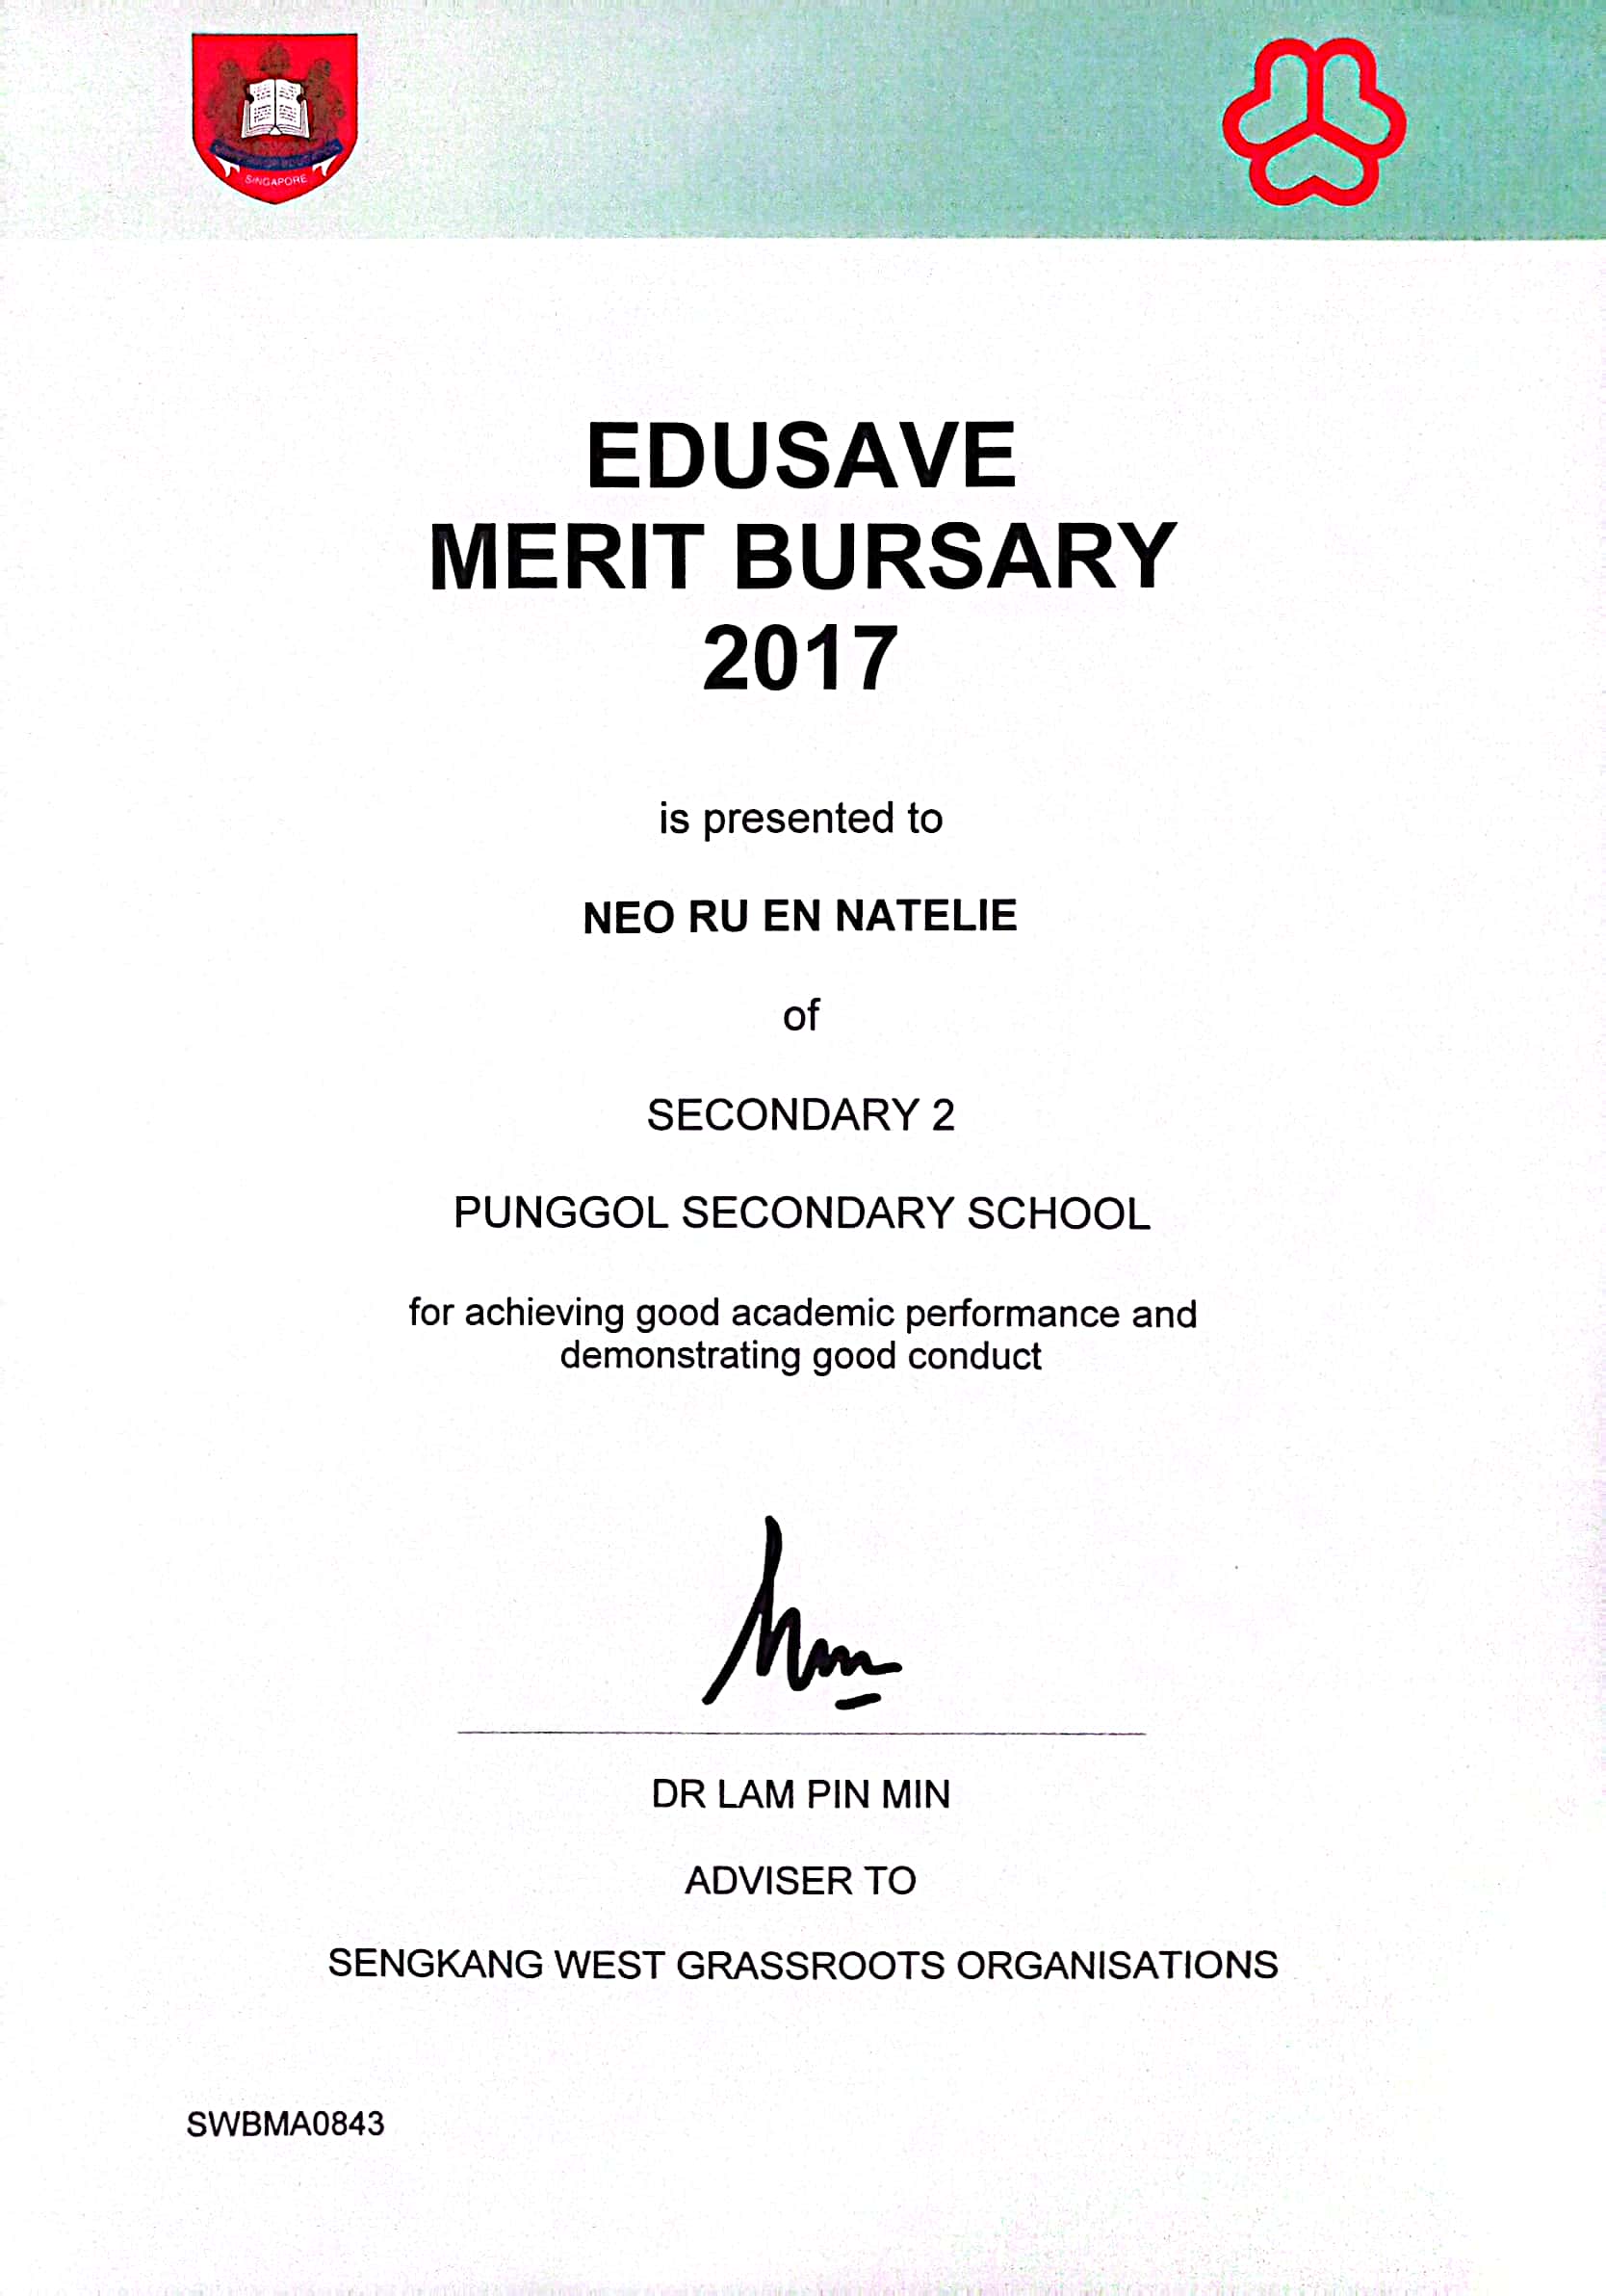 SINGAPORE
EDUSAVE
MERIT BURSARY
2017
is presented to
NEO RU EN NATELIE
of
SECONDARY 2
PUNGGOL SECONDARY SCHOOL
for achieving good academic performance and
demonstrating good conduct
DR LAM PIN MIN
ADVISER TO
SENGKANG WEST GRASSROOTS ORGANISATIONS
SWBMA0843